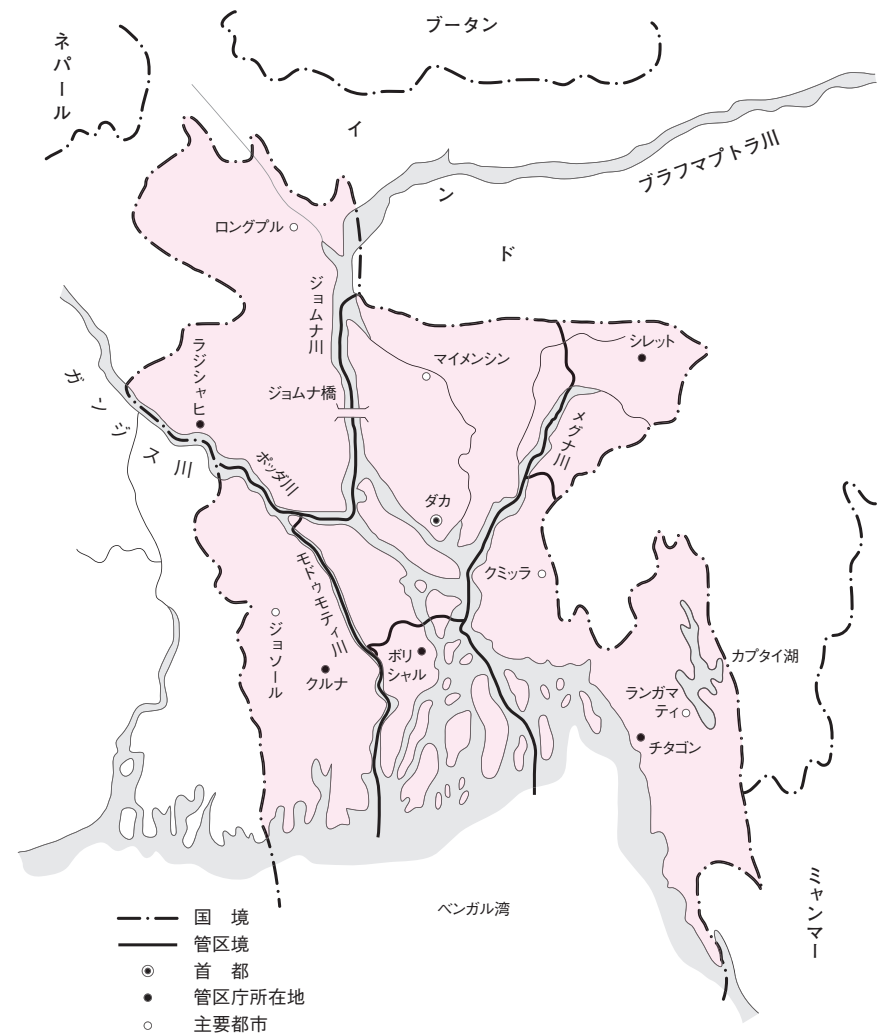 ネパール
ブータン
インド
ブラフマプトラ川
ロングプル
ジョムナ川
ラジシャヒ
マイメンシン
シレット
ジョムナ橋
ガンジス川
メグナ川
ポッダ川
ダカ
クミッラ
モドゥモティ川
ジョソール
ボリ
シャル
クルナ
カプタイ湖
ランガマ
ティ
チタゴン
ミャンマー
ベンガル湾
国 境
管区境
首 都
管区庁所在地
主要都市